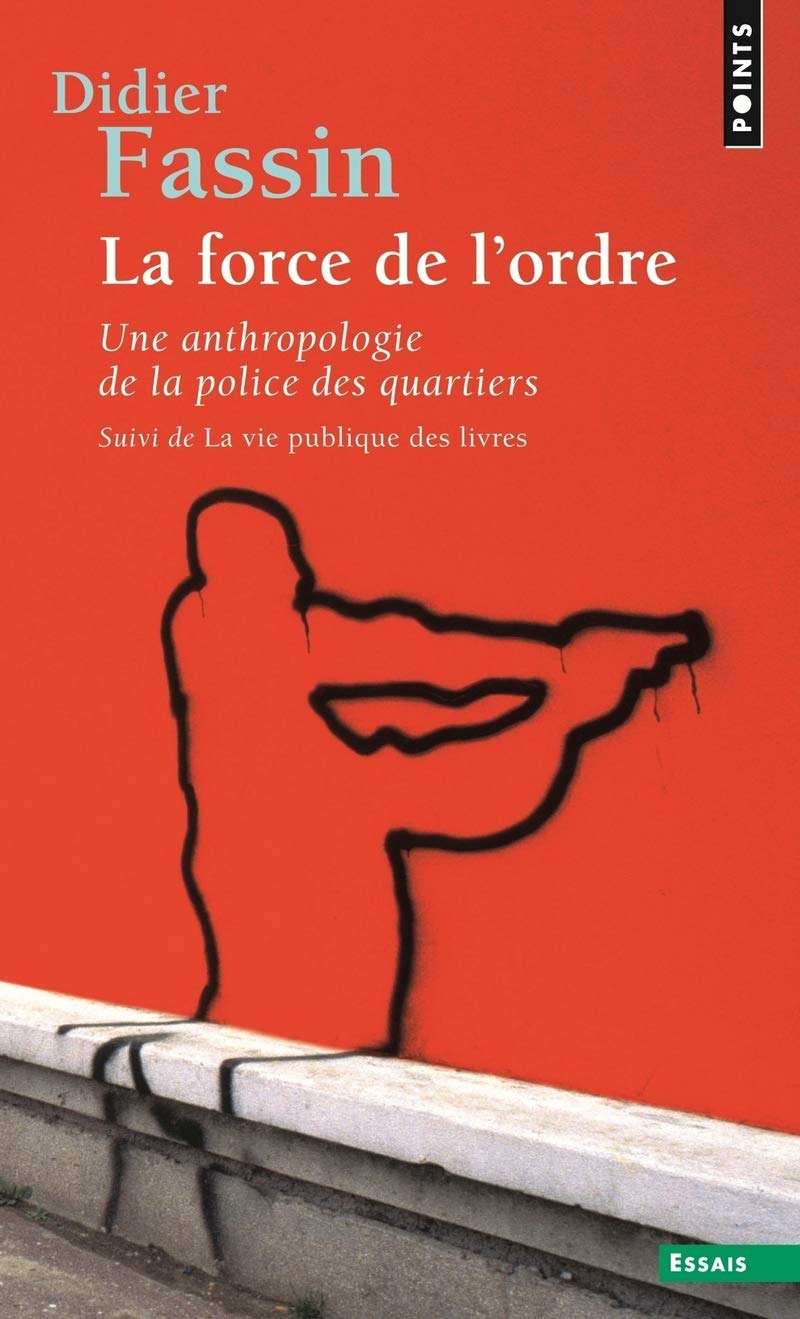 POINTS
Didier
Fassin
La force de l'ordre
Une anthropologie
de la police des quartiers
Suivi de La vie publique des livres
ESSAIS